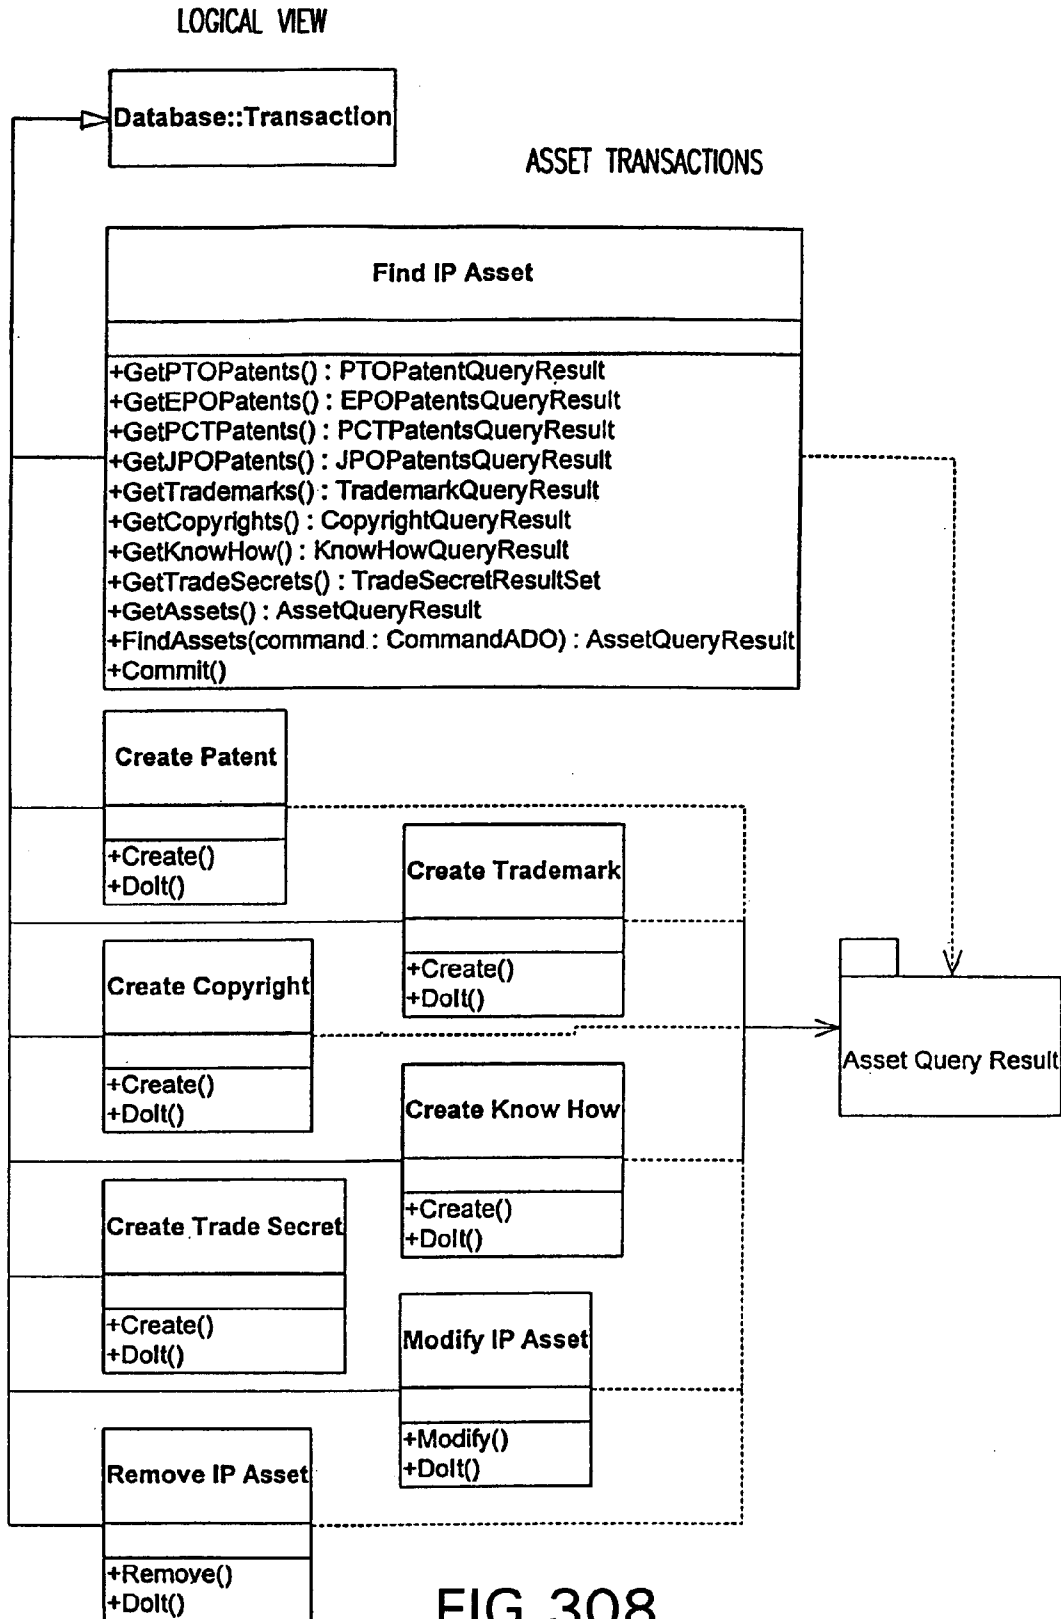 LOGICAL VIEW
Database::Transaction
ASSET TRANSACTIONS
Find IP Asset
+GetPTOPatents() : PTOPatentQueryResult
+GetEPOPatents() : EPOPatentsQueryResult
+GetPCTPatents() : PCTPatentsQueryResult
+GetJPOPatents() : JPOPatentsQueryResult
+GetTrademarks() : TrademarkQueryResult
+GetCopyrights() : CopyrightQueryResult
+GetKnowHow() : KnowHowQueryResult
+GetTradeSecrets() : TradeSecretResultSet
+GetAssets() : AssetQueryResult
+FindAssets(command : CommandADO) : AssetQueryResult
+Commit()
Create Patent
+Create()
+DoIt()
Create Trademark
+Create()
+DoIt()
Create Copyright
+Create()
+DoIt()
Asset Query Result
Create Know How
+Create()
+DoIt()
Create Trade Secret
+Create()
+DoIt()
Modify IP Asset
+Modify()
+DoIt()
Remove IP Asset
+Remove()
+DoIt()
FIG. 308